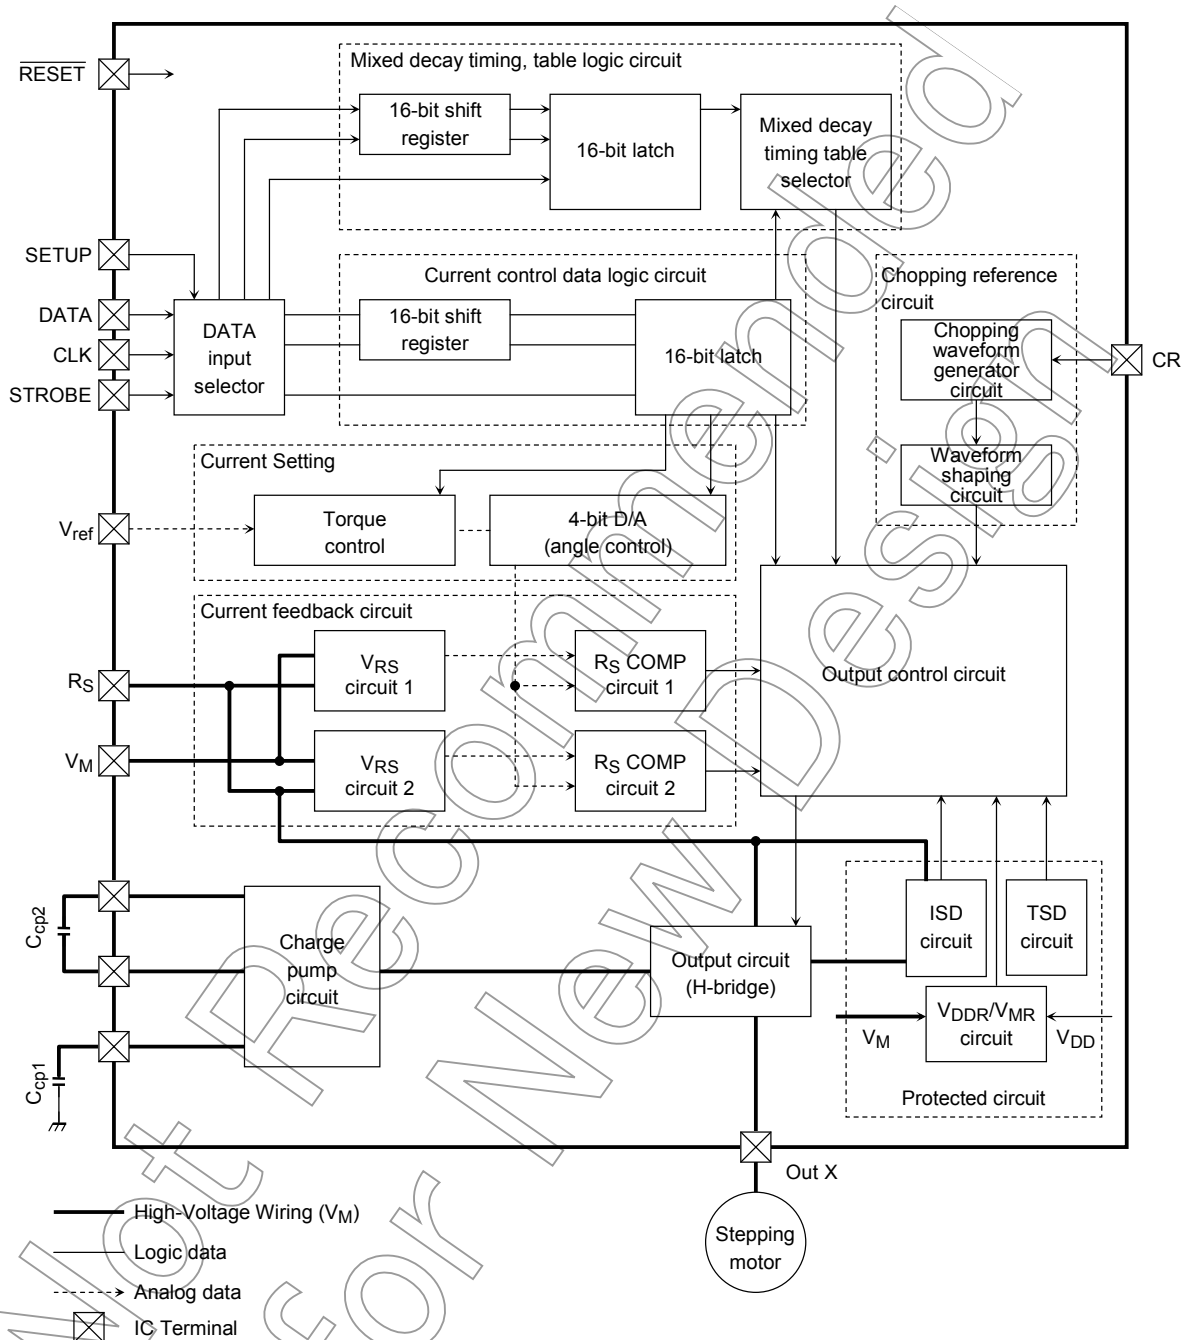 RESET
Mixed decay timing, table logic circuit
16-bit shift
register
16-bit latch
Mixed decay
timing table
selector
SETUP
DATA
CLK
STROBE
DATA
input
selector
Current control data logic circuit
16-bit shift
register
16-bit latch
Chopping reference
circuit
Chopping
waveform
generator
circuit
Waveform
shaping
circuit
CR
Current Setting
Vref
Torque
control
4-bit D/A
(angle control)
Current feedback circuit
RS
VM
VRS
circuit 1
RS COMP
circuit 1
VRS
circuit 2
RS COMP
circuit 2
Output control circuit
Ccp2
Ccp1
Charge
pump
circuit
Output circuit
(H-bridge)
ISD
circuit
TSD
circuit
VDDR/VMR
circuit
VM
VDD
Protected circuit
Out X
Stepping
motor
High-Voltage Wiring (VM)
Logic data
Analog data
IC Terminal
Not Recommended
for New Design